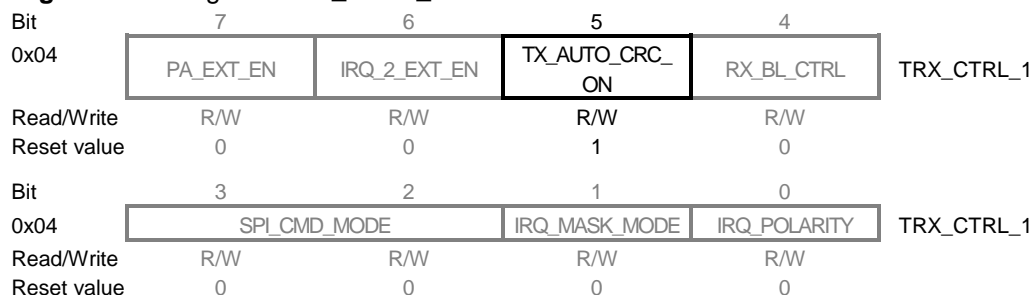 Bit 7 6 5 4
0x04 PA_EXT_EN IRQ_2_EXT_EN TX_AUTO_CRC_ ON RX_BL_CTRL TRX_CTRL_1
Read/Write R/W R/W R/W R/W
Reset value 0 0 1 0
Bit 3 2 1 0
0x04 SPI_CMD_MODE IRQ_MASK_MODE IRQ_POLARITY TRX_CTRL_1
Read/Write R/W R/W R/W R/W
Reset value 0 0 0 0